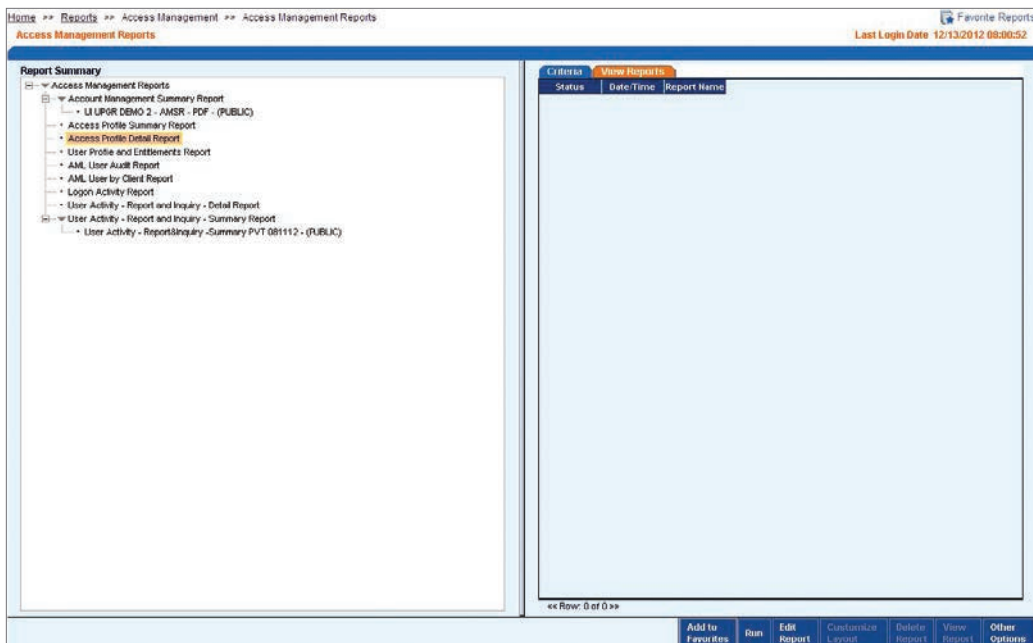 Home >> Reports >> Access Management >> Access Management Reports
Favorite Reports
Access Management Reports
Last Login Date 12/13/2012 08:00:52
Report Summary
Access Management Reports
Account Management Summary Report
UI UPGR DEMO 2 - AMSR - PDF - (PUBLIC)
Access Profile Summary Report
Access Profile Detail Report
User Profile and Entitlements Report
AML User Audit Report
AML User by Client Report
Logon Activity Report
User Activity - Report and Inquiry - Detail Report
User Activity - Report and Inquiry - Summary Report
User Activity - Report&Inquiry -Summary PVT 081112 - (PUBLIC)
Criteria View Reports
Status Date/Time Report Name
<< Row: 0 of 0 >>
Add to Favorites
Run
Edit Report
Customize Layout
Delete Report
View Report
Other Options